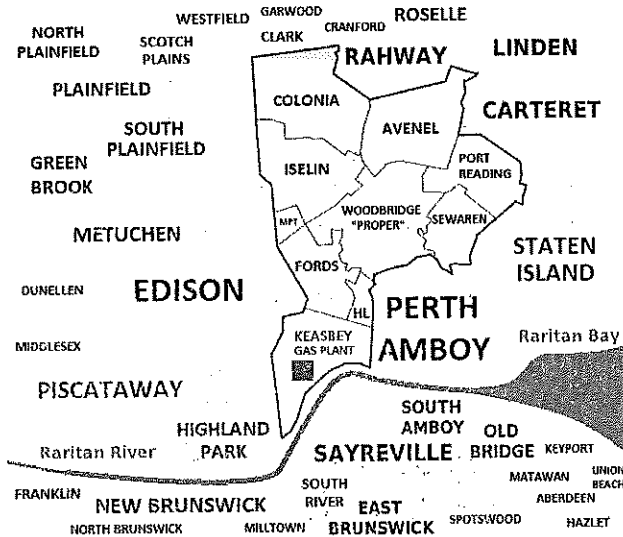 WESTFIELD
GARWOOD
ROSELLE
NORTH
PLAINFIELD
SCOTCH
PLAINS
CLARK
CRANFORD
RAHWAY
LINDEN
PLAINFIELD
COLONIA
AVENEL
CARTERET
SOUTH
PLAINFIELD
GREEN
BROOK
ISELIN
PORT
READING
METUCHEN
MPT
WOODBRIDGE
"PROPER"
SEWAREN
STATEN
ISLAND
DUNELLEN
EDISON
FORDS
HL
PERTH
AMBOY
Raritan Bay
MIDDLESEX
KEASBEY
GAS PLANT
PISCATAWAY
HIGHLAND
PARK
Raritan River
SOUTH
AMBOY
SAYREVILLE
OLD
BRIDGE
KEYPORT
FRANKLIN
NEW BRUNSWICK
SOUTH
RIVER
EAST
BRUNSWICK
MATAWAN
UNION
BEACH
ABERDEEN
NORTH BRUNSWICK
MILLTOWN
SPOTSWOOD
HAZLET